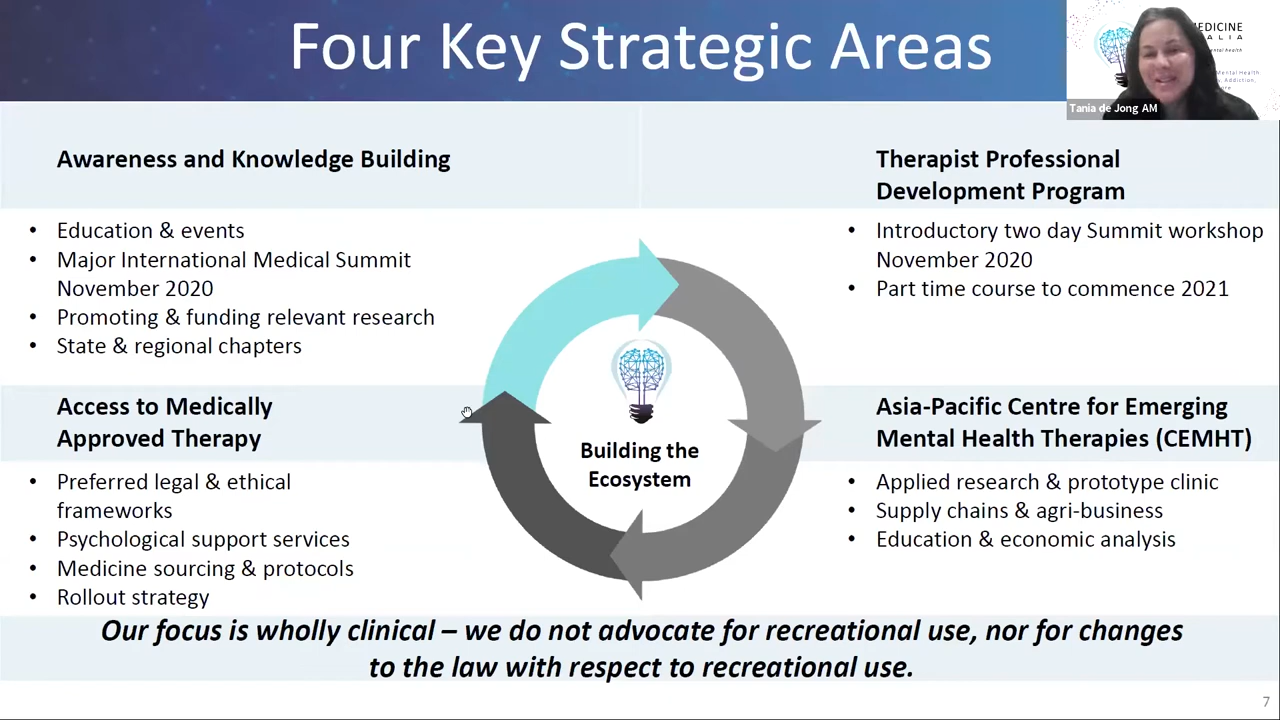 Four Key Strategic Areas
MEDICINE
Tania de Jong AM
Awareness and Knowledge Building
• Education & events
• Major International Medical Summit
November 2020
• Promoting & funding relevant research
• State & regional chapters
Therapist Professional
Development Program
• Introductory two day Summit workshop
November 2020
• Part time course to commence 2021
Access to Medically
Approved Therapy
• Preferred legal & ethical
frameworks
• Psychological support services
• Medicine sourcing & protocols
• Rollout strategy
Building the
Ecosystem
Asia-Pacific Centre for Emerging
Mental Health Therapies (CEMHT)
• Applied research & prototype clinic
• Supply chains & agri-business
• Education & economic analysis
Our focus is wholly clinical – we do not advocate for recreational use, nor for changes
to the law with respect to recreational use.
7